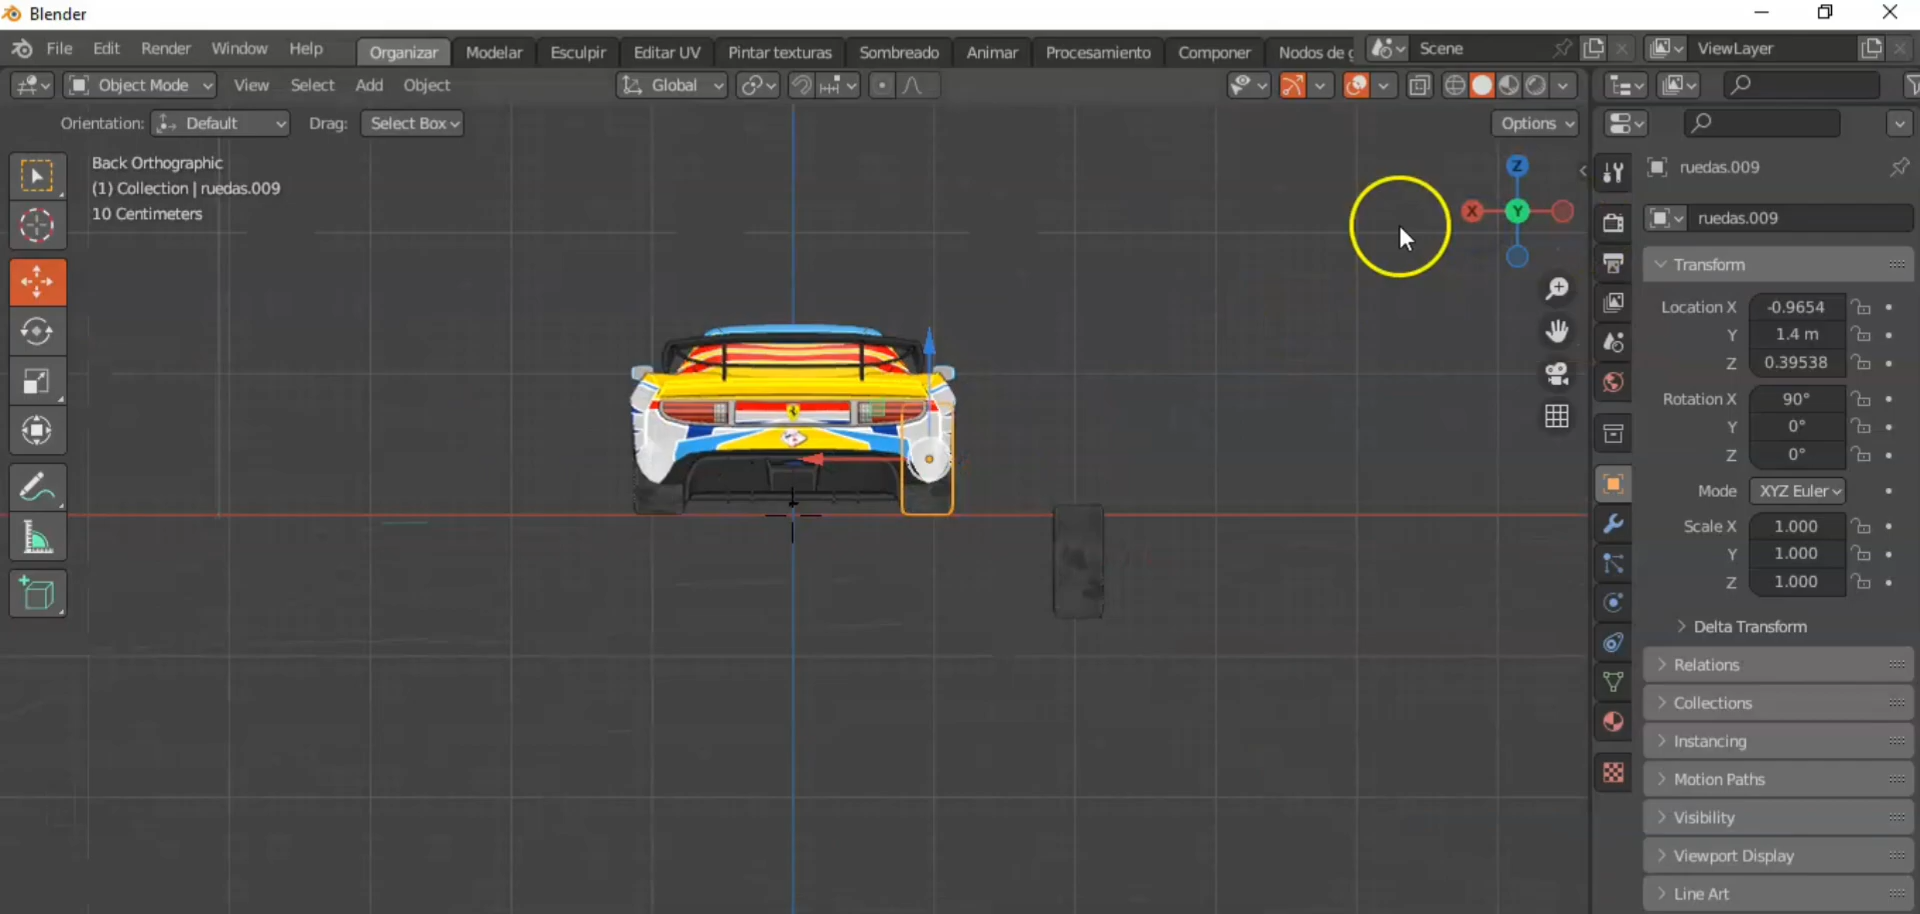 Blender
File Edit Render Window Help Organizar Modelar Esculpir Editar UV Pintar texturas Sombreado Animar Procesamiento Componer Nodos de g Scene ViewLayer
Object Mode View Select Add Object Global
Orientation: Default Drag: Select Box Options
Back Orthographic
(1) Collection | ruedas.009
10 Centimeters
Z
X
Y
ruedas.009
ruedas.009
Transform
Location X -0.9654
Y 1.4 m
Z 0.39538
Rotation X 90°
Y 0°
Z 0°
Mode XYZ Euler
Scale X 1.000
Y 1.000
Z 1.000
Delta Transform
Relations
Collections
Instancing
Motion Paths
Visibility
Viewport Display
Line Art